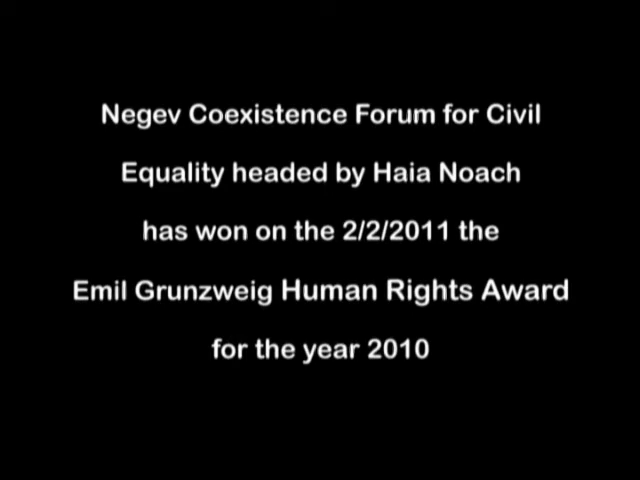 Negev Coexistence Forum for Civil
Equality headed by Haia Noach
has won on the 2/2/2011 the
Emil Grunzweig Human Rights Award
for the year 2010